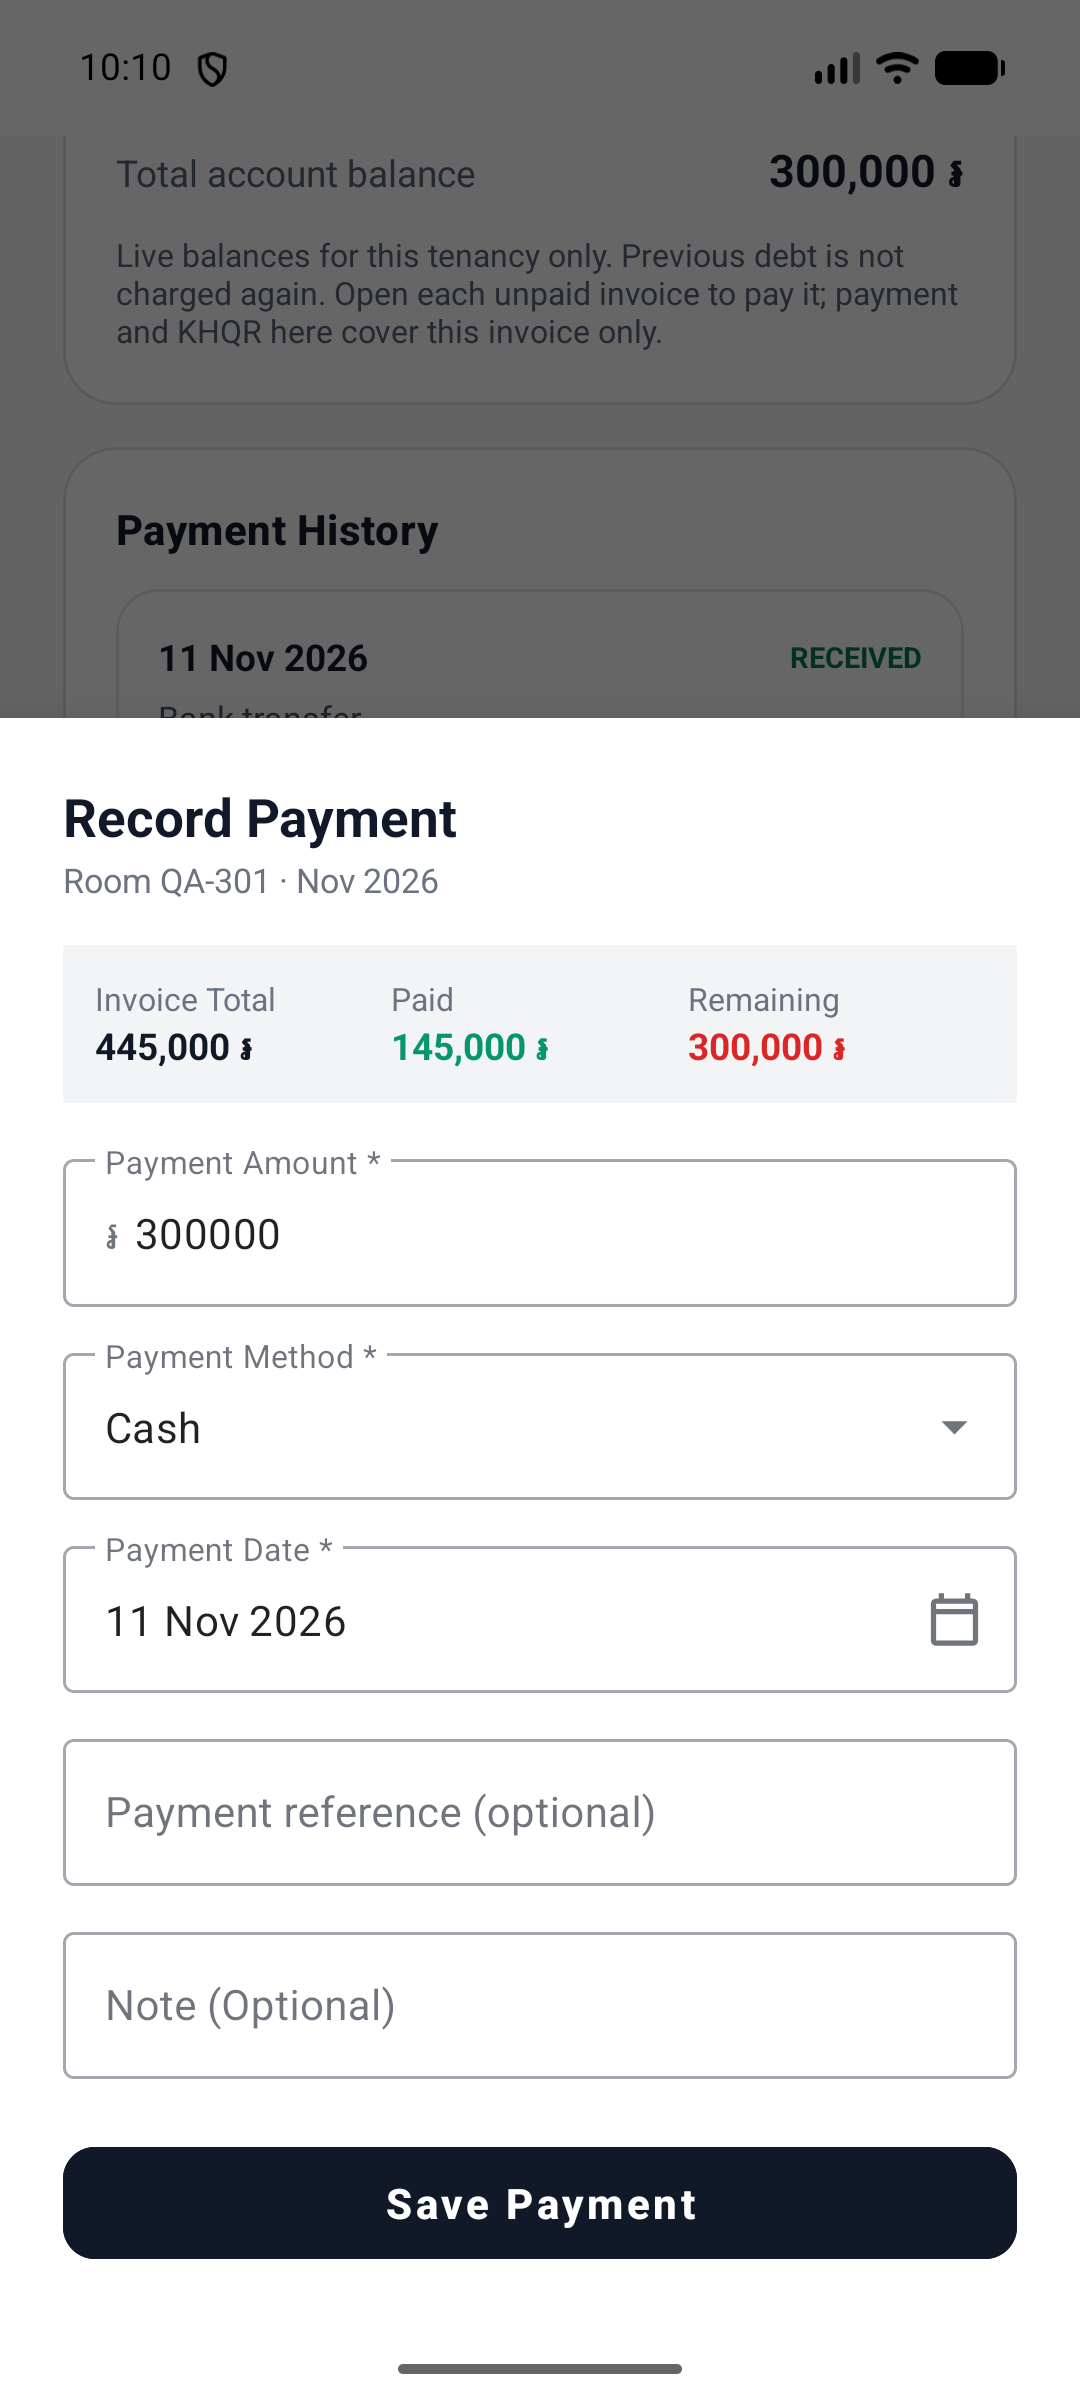 10:10
Total account balance
300,000 ៛
Live balances for this tenancy only. Previous debt is not
charged again. Open each unpaid invoice to pay it; payment
and KHQR here cover this invoice only.
Payment History
11 Nov 2026
RECEIVED
Bank transfer
Record Payment
Room QA-301 · Nov 2026
Invoice Total
Paid
Remaining
445,000 ៛
145,000 ៛
300,000 ៛
Payment Amount *
៛ 300000
Payment Method *
Cash
Payment Date *
11 Nov 2026
Payment reference (optional)
Note (Optional)
Save Payment